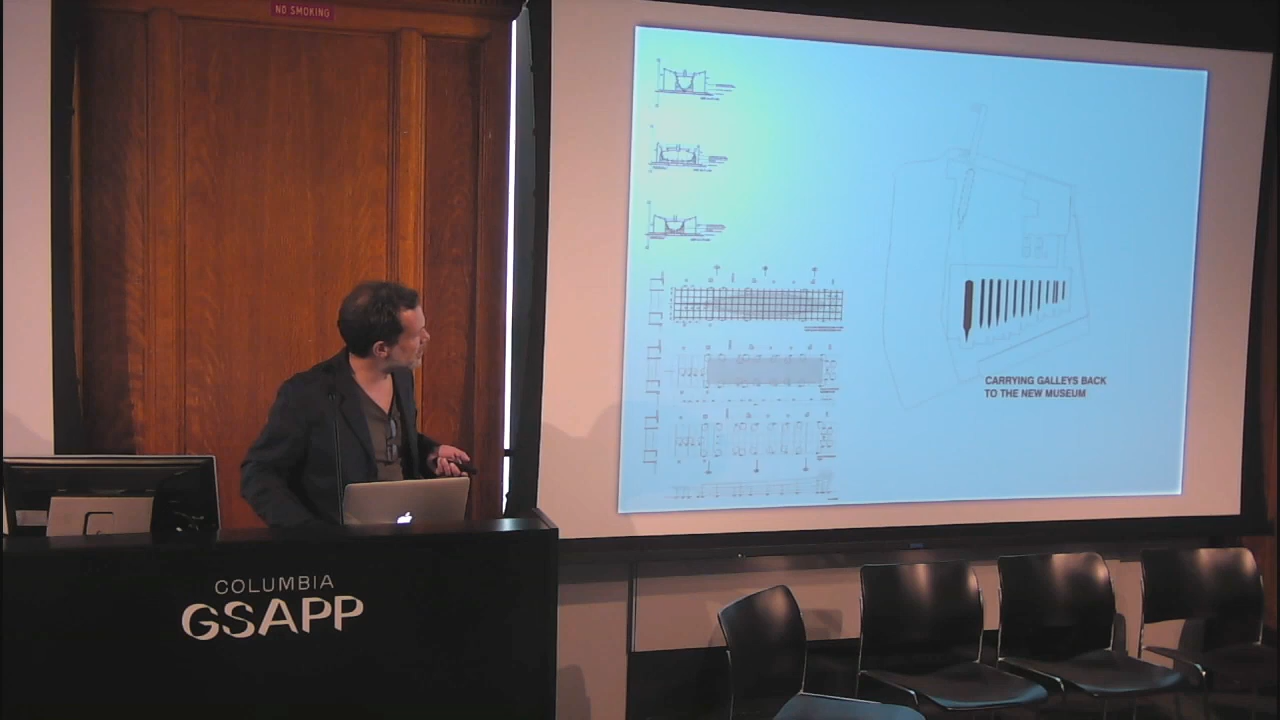 NO SMOKING
CARRYING GALLEYS BACK
TO THE NEW MUSEUM
COLUMBIA
GSAPP